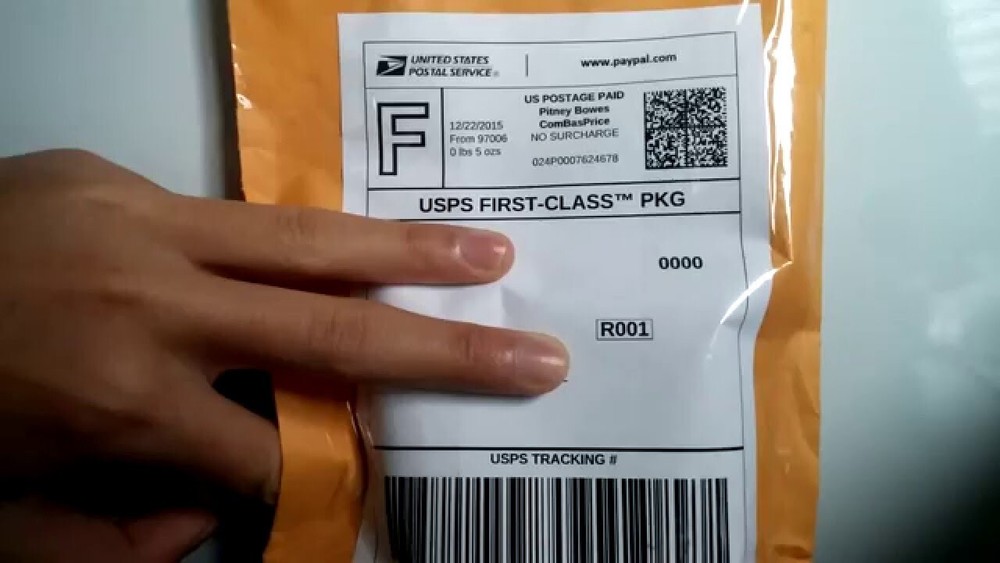 UNITED STATES
POSTAL SERVICE®
www.paypal.com
F
12/22/2015
From 97006
0 lbs 5 ozs
US POSTAGE PAID
Pitney Bowes
ComBasPrice
NO SURCHARGE
024P0007624678
USPS FIRST-CLASS™ PKG
0000
R001
USPS TRACKING #